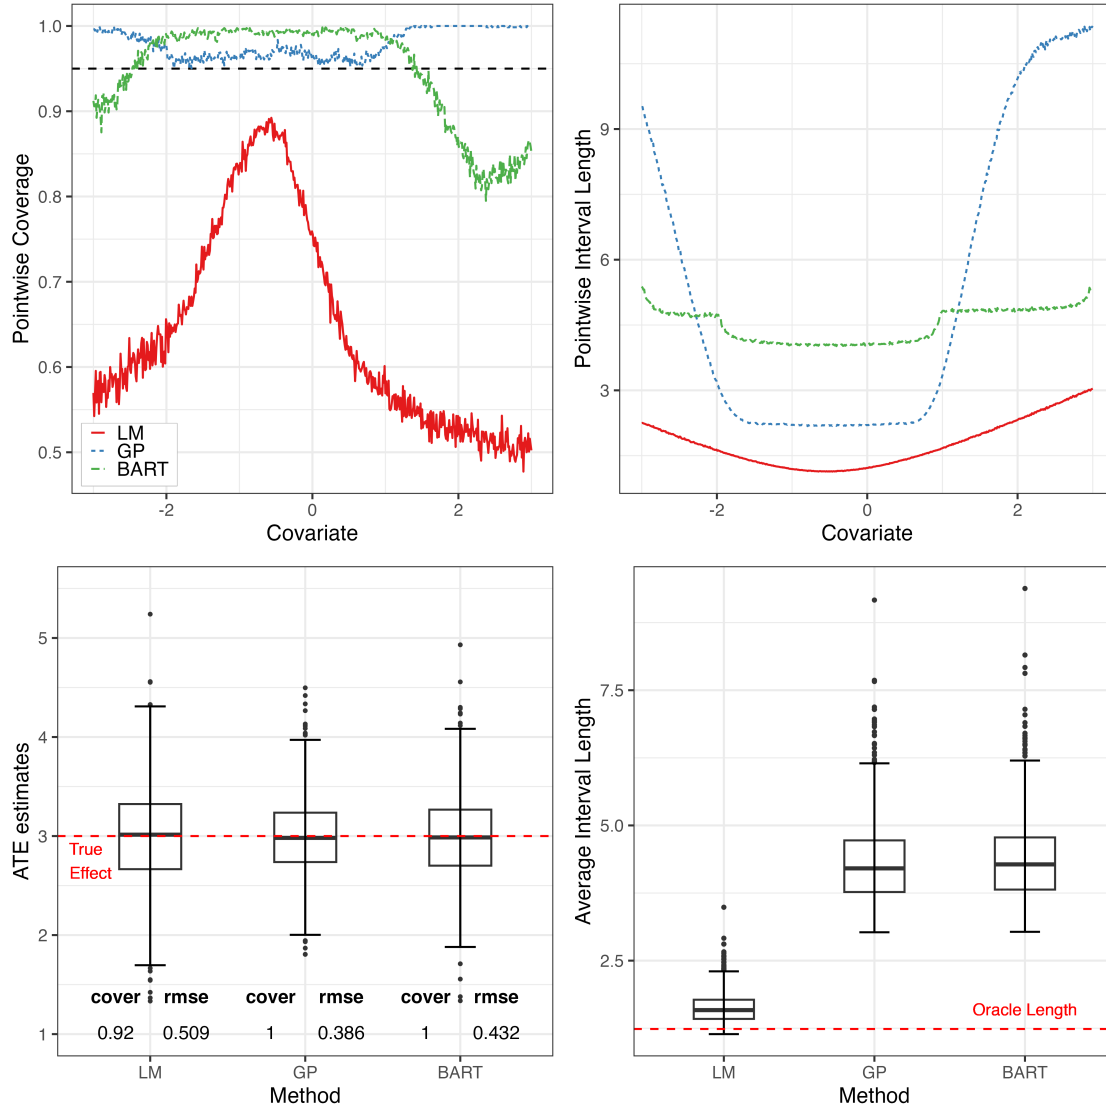 1.0
0.9
0.8
0.7
0.6
0.5
Pointwise Coverage
LM
GP
BART
-2
0
2
Covariate
9
6
3
Pointwise Interval Length
-2
0
2
Covariate
5
4
3
2
1
ATE estimates
True
Effect
cover rmse cover rmse cover rmse
0.92 0.509 1 0.386 1 0.432
LM GP BART
Method
7.5
5.0
2.5
Average Interval Length
Oracle Length
LM GP BART
Method